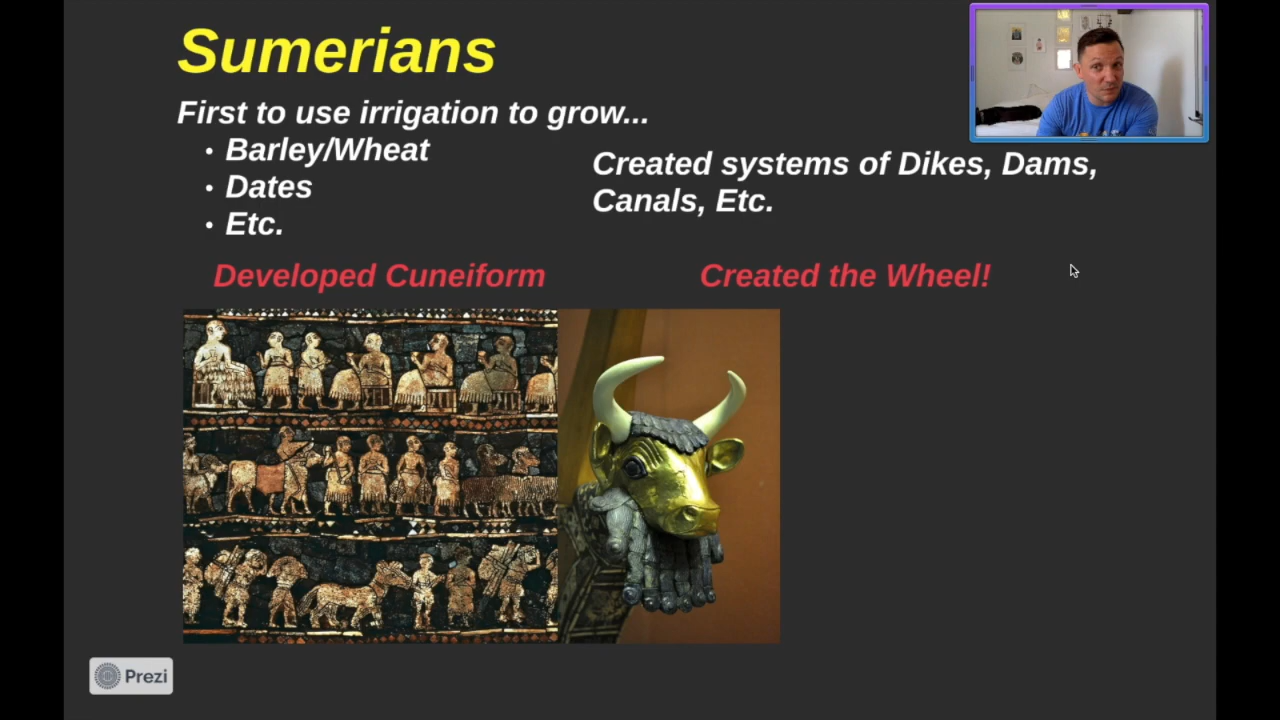 Sumerians
First to use irrigation to grow...
• Barley/Wheat
• Dates
• Etc.
Created systems of Dikes, Dams,
Canals, Etc.
Developed Cuneiform
Created the Wheel!
Prezi